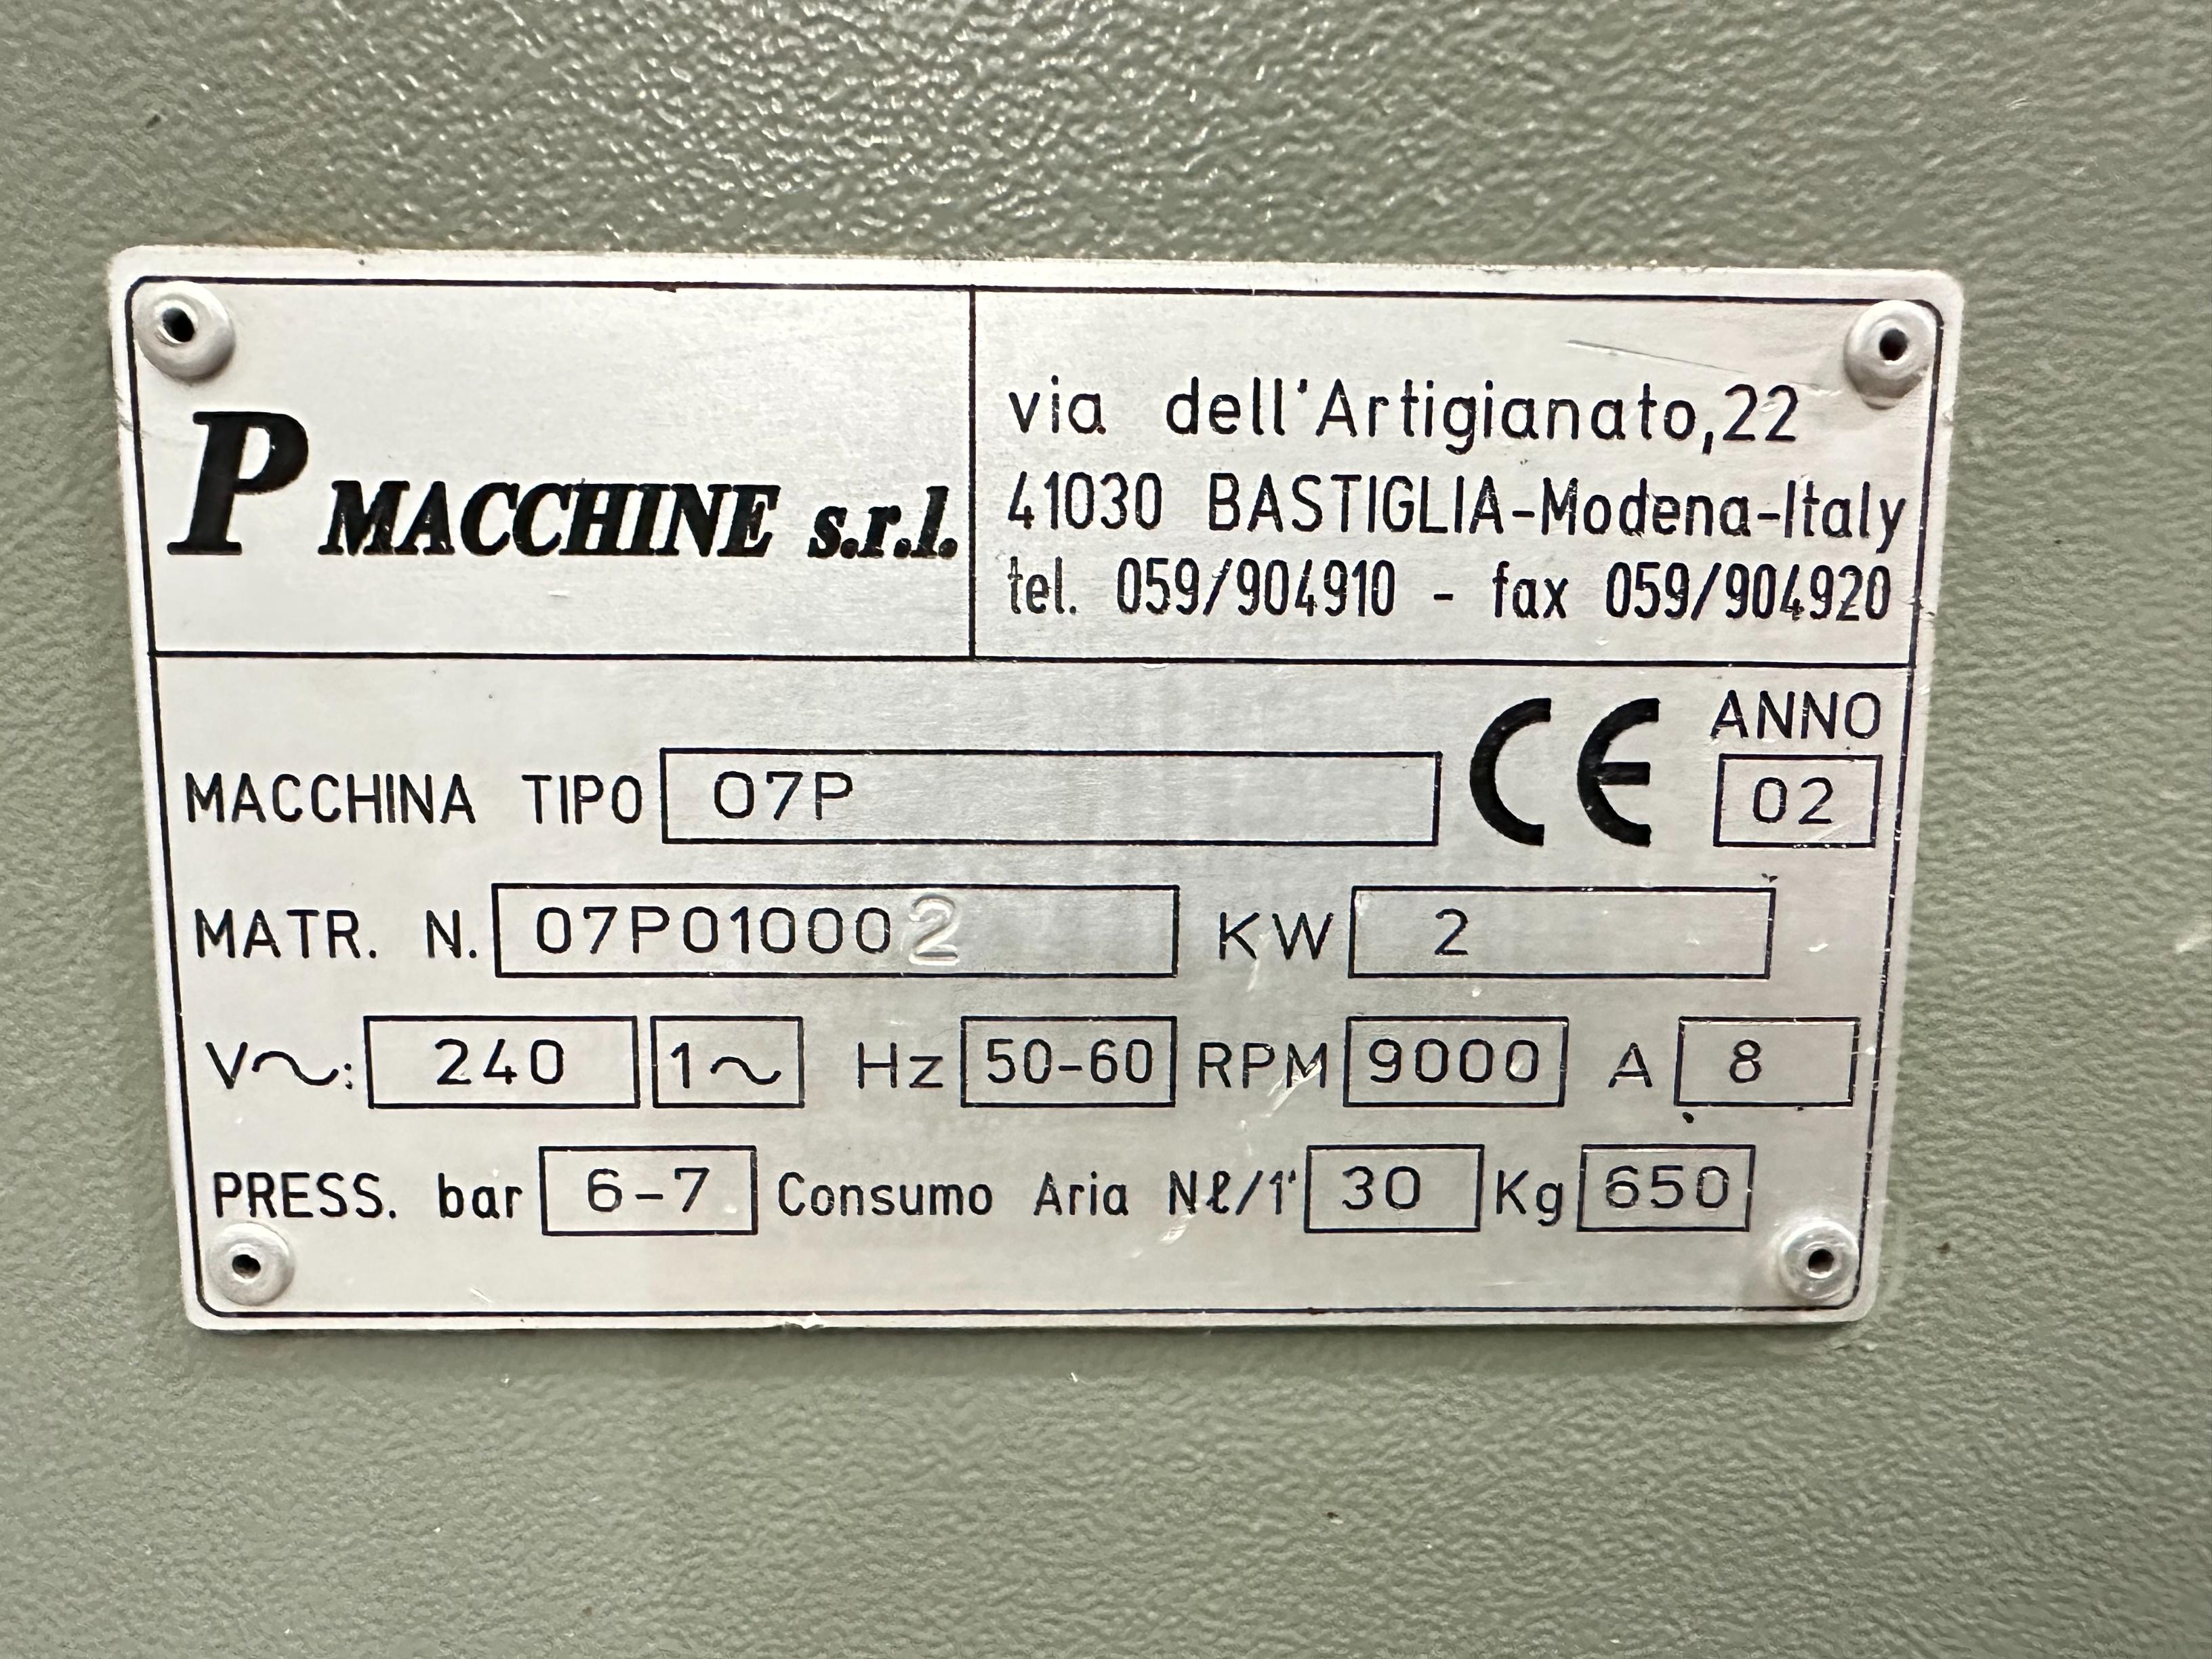 P MACCHINE s.r.l.
via dell'Artigianato,22
41030 BASTIGLIA-Modena-Italy
tel. 059/904910 - fax 059/904920
MACCHINA TIPO 07P CE ANNO 02
MATR. N. 07P010002 KW 2
V~: 240 1~ Hz 50-60 RPM 9000 A 8
PRESS. bar 6-7 Consumo Aria Nℓ/1' 30 Kg 650